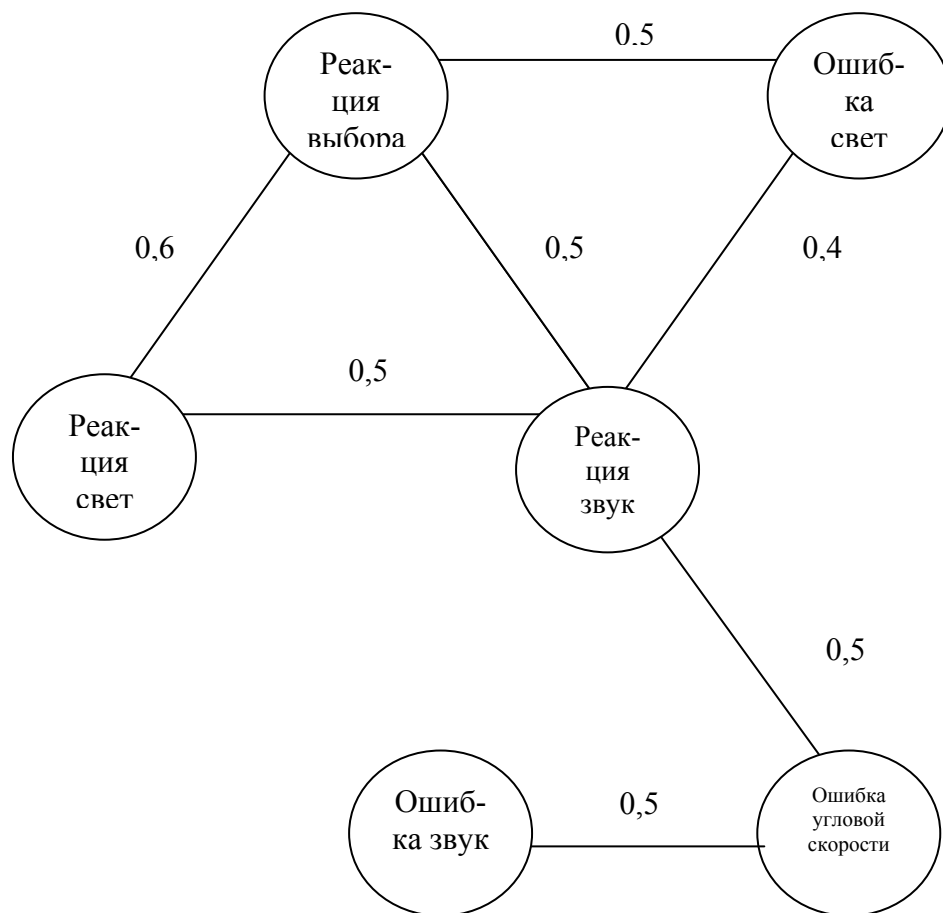 0.5
Реак-
ция
выбора
Ошиб-
ка
свет
0,6
0,5
0,4
0,5
Реак-
ция
свет
Реак-
ция
звук
0,5
Ошиб-
ка звук
0,5
Ошибка
угловой
скорости